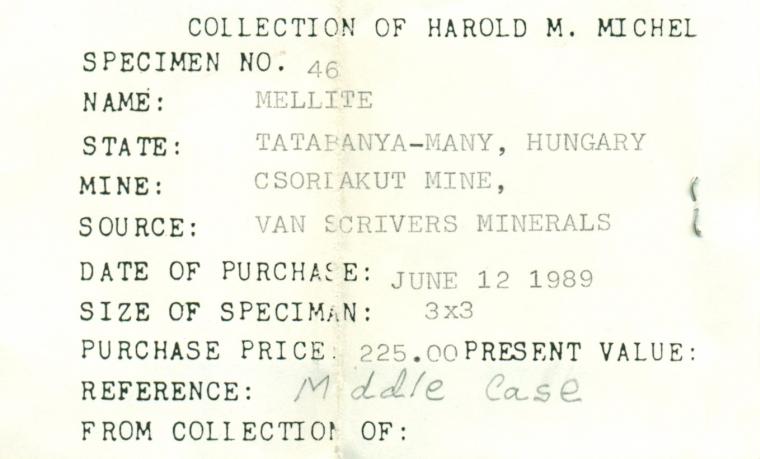 COLLECTION OF HAROLD M. MICHEL
SPECIMEN NO. 46
NAME: MELLITE
STATE: TATABANYA-MANY, HUNGARY
MINE: CSORDAKUT MINE,
SOURCE: VAN SCRIVERS MINERALS
DATE OF PURCHASE: JUNE 12 1989
SIZE OF SPECIMAN: 3x3
PURCHASE PRICE: 225.00 PRESENT VALUE:
REFERENCE: Middle Case
FROM COLLECTION OF: